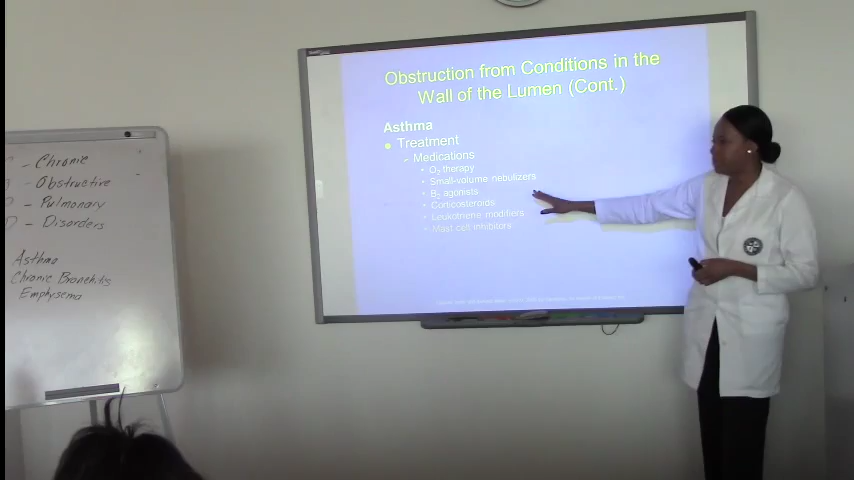 C - Chronic
O - Obstructive
P - Pulmonary
D - Disorders
Asthma
Chronic Bronchitis
Emphysema
Obstruction from Conditions in the
Wall of the Lumen (Cont.)
Asthma
Treatment
Medications
O2 therapy
Small-volume nebulizers
B2 agonists
Corticosteroids
Leukotriene modifiers
Mast cell inhibitors